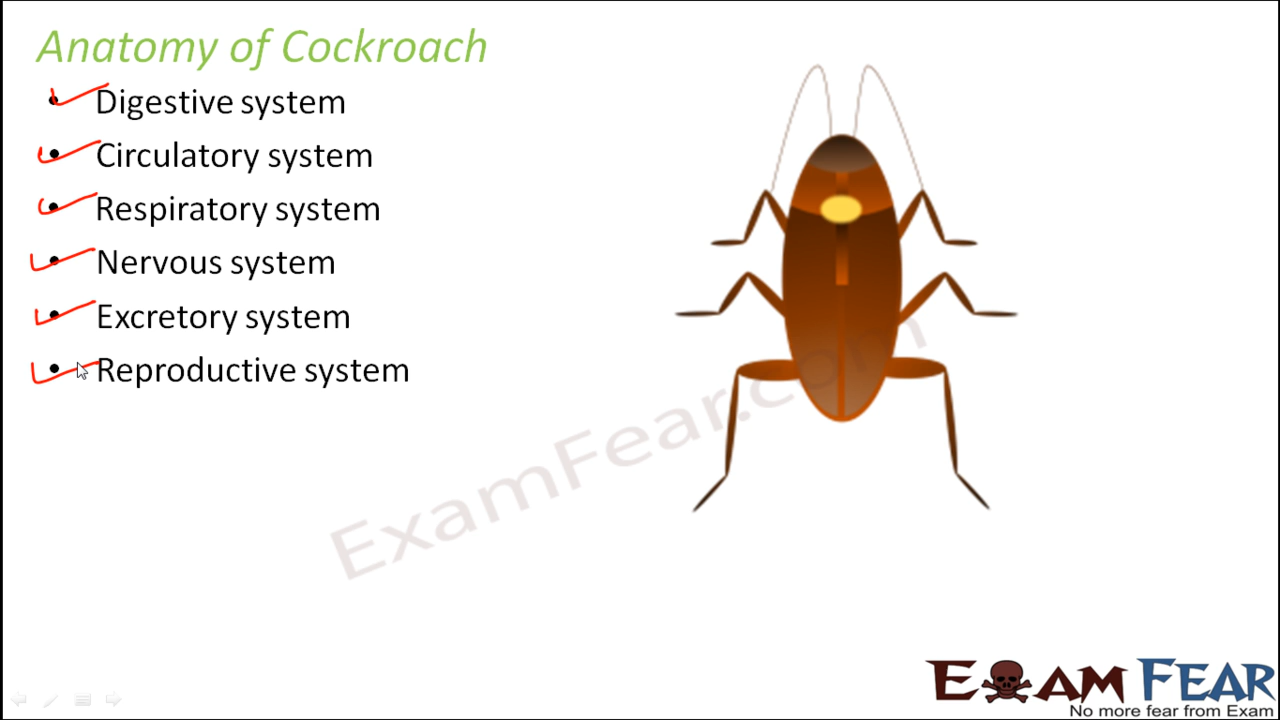 Anatomy of Cockroach
• Digestive system
• Circulatory system
• Respiratory system
• Nervous system
• Excretory system
• Reproductive system
ExamFear.com
EXAM FEAR
No more fear from Exam